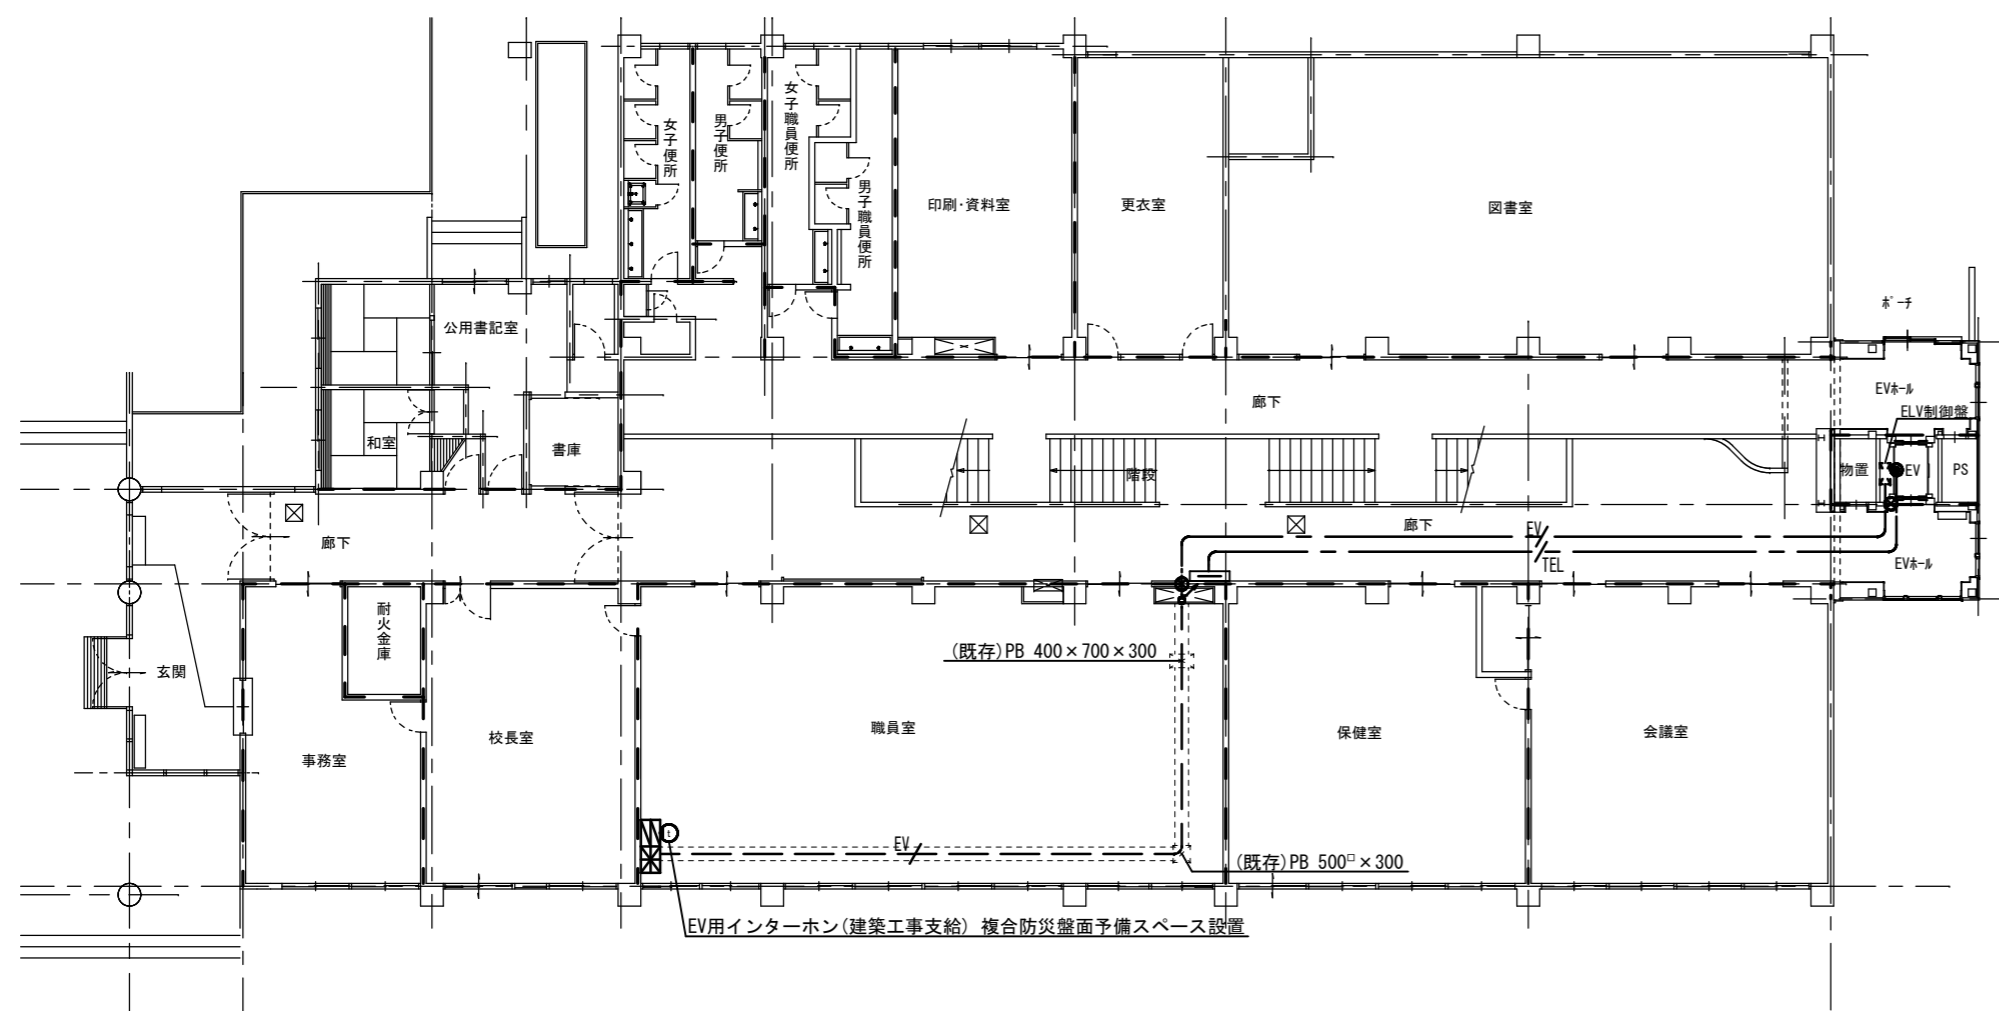 女子便所
男子便所
女子職員便所
男子職員便所
印刷・資料室
更衣室
図書室
ポーチ
公用書記室
和室
書庫
廊下
EVホール
ELV制御盤
階段
物置
EV
PS
廊下
廊下
EV
TEL
EVホール
耐火金庫
玄関
(既存)PB 400×700×300
事務室
校長室
職員室
保健室
会議室
t
EV
(既存)PB 500□×300
EV用インターホン(建築工事支給) 複合防災盤面予備スペース設置